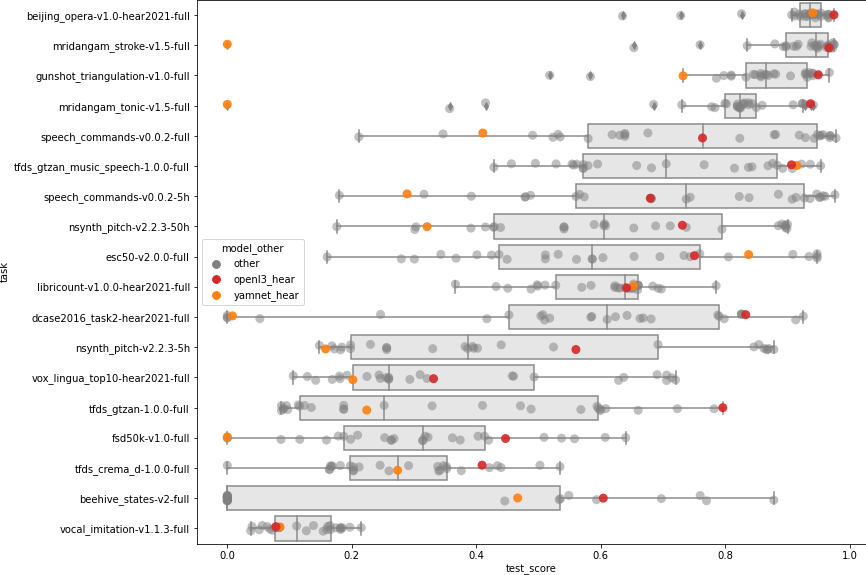 beijing_opera-v1.0-hear2021-full
mridangam_stroke-v1.5-full
gunshot_triangulation-v1.0-full
mridangam_tonic-v1.5-full
speech_commands-v0.0.2-full
tfds_gtzan_music_speech-1.0.0-full
speech_commands-v0.0.2-5h
nsynth_pitch-v2.2.3-50h
esc50-v2.0.0-full
libricount-v1.0.0-hear2021-full
dcase2016_task2-hear2021-full
nsynth_pitch-v2.2.3-5h
vox_lingua_top10-hear2021-full
tfds_gtzan-1.0.0-full
fsd50k-v1.0-full
tfds_crema_d-1.0.0-full
beehive_states-v2-full
vocal_imitation-v1.1.3-full
task
model_other
other
openl3_hear
yamnet_hear
0.0 0.2 0.4 0.6 0.8 1.0
test_score